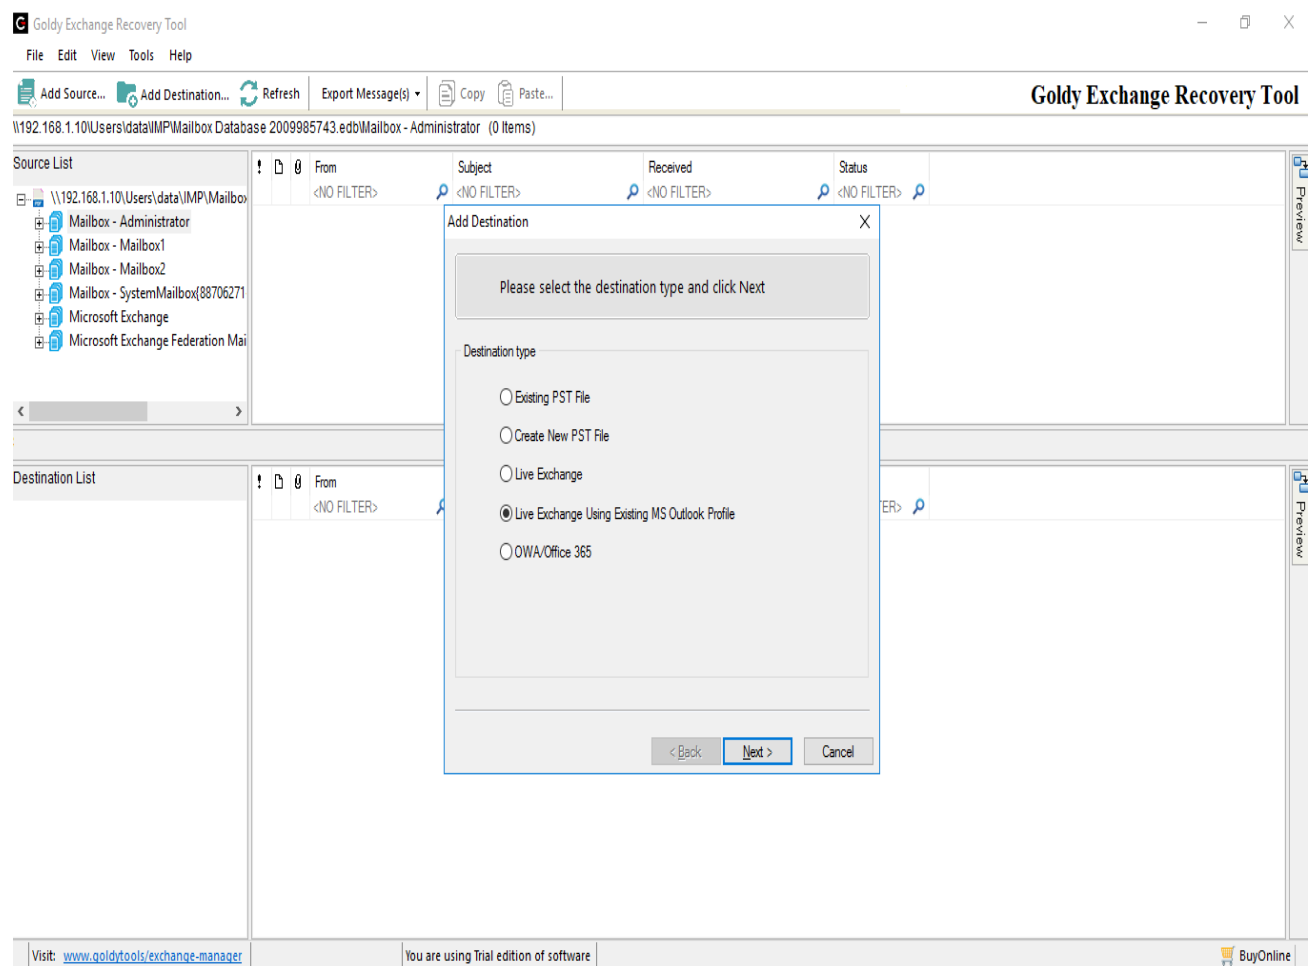 Goldy Exchange Recovery Tool
File Edit View Tools Help
Add Source... Add Destination... Refresh Export Message(s) Copy Paste... Goldy Exchange Recovery Tool
\\192.168.1.10\Users\data\IMP\Mailbox Database 2009985743.edb\Mailbox - Administrator (0 Items)
Source List
! From Subject Received Status
<NO FILTER> <NO FILTER> <NO FILTER> <NO FILTER>
\\192.168.1.10\Users\data\IMP\Mailbox
Mailbox - Administrator
Mailbox - Mailbox1
Mailbox - Mailbox2
Mailbox - SystemMailbox{88706271
Microsoft Exchange
Microsoft Exchange Federation Mai
Preview
Add Destination X
Please select the destination type and click Next
Destination type
Existing PST File
Create New PST File
Live Exchange
Live Exchange Using Existing MS Outlook Profile
OWA/Office 365
< Back Next > Cancel
Destination List
! From
<NO FILTER> ER>
Preview
Visit: www.goldytools/exchange-manager You are using Trial edition of software BuyOnline